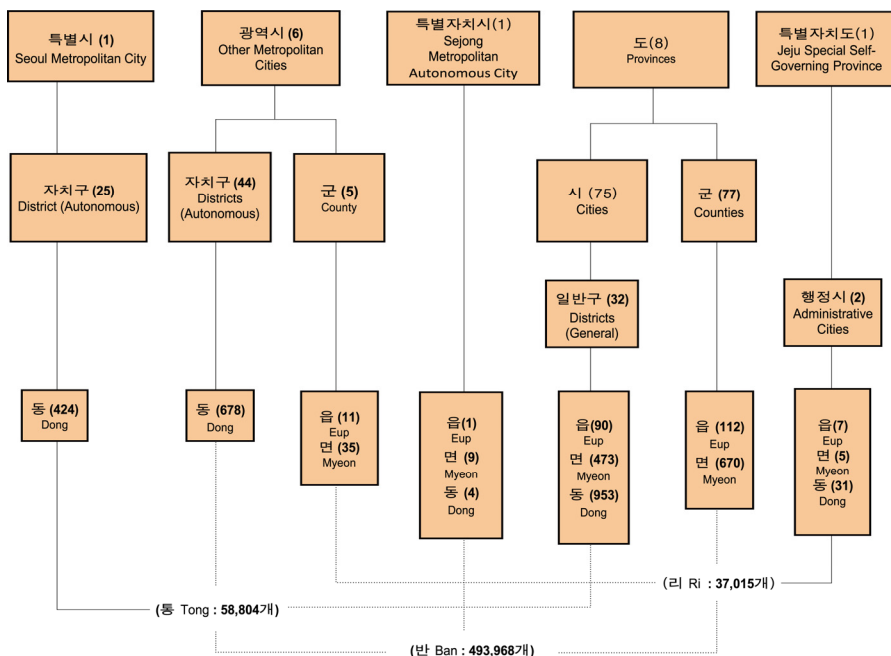 특별시 (1)
Seoul Metropolitan City
광역시 (6)
Other Metropolitan
Cities
특별자치시(1)
Sejong
Metropolitan
Autonomous City
도(8)
Provinces
특별자치도(1)
Jeju Special Self-
Governing Province
자치구 (25)
District (Autonomous)
자치구 (44)
Districts
(Autonomous)
군 (5)
County
시 (75)
Cities
군 (77)
Counties
일반구 (32)
Districts
(General)
행정시 (2)
Administrative
Cities
동 (424)
Dong
동 (678)
Dong
읍 (11)
Eup
면 (35)
Myeon
읍(1)
Eup
면 (9)
Myeon
동 (4)
Dong
읍(90)
Eup
면 (473)
Myeon
동 (953)
Dong
읍 (112)
Eup
면 (670)
Myeon
읍(7)
Eup
면 (5)
Myeon
동 (31)
Dong
(리 Ri : 37,015개)
(통 Tong : 58,804개)
(반 Ban : 493,968개)